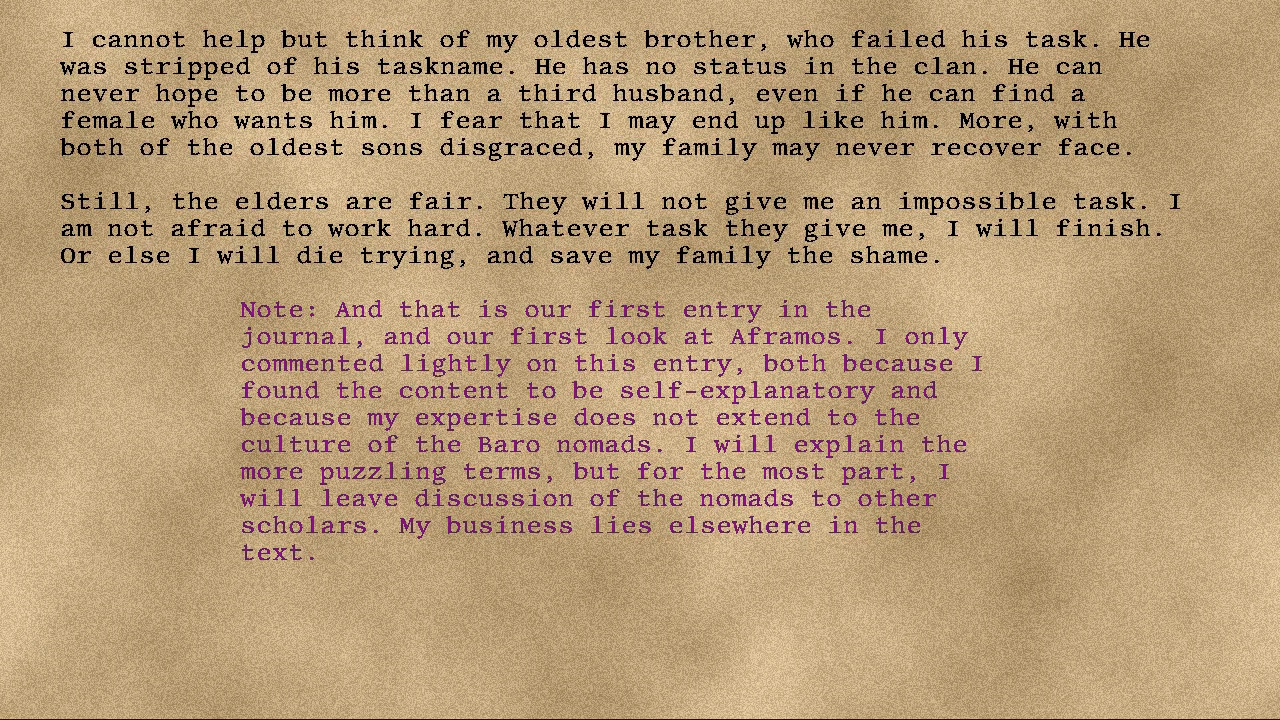 I cannot help but think of my oldest brother, who failed his task. He
was stripped of his taskname. He has no status in the clan. He can
never hope to be more than a third husband, even if he can find a
female who wants him. I fear that I may end up like him. More, with
both of the oldest sons disgraced, my family may never recover face.
Still, the elders are fair. They will not give me an impossible task. I
am not afraid to work hard. Whatever task they give me, I will finish.
Or else I will die trying, and save my family the shame.
Note: And that is our first entry in the
journal, and our first look at Aframos. I only
commented lightly on this entry, both because I
found the content to be self-explanatory and
because my expertise does not extend to the
culture of the Baro nomads. I will explain the
more puzzling terms, but for the most part, I
will leave discussion of the nomads to other
scholars. My business lies elsewhere in the
text.